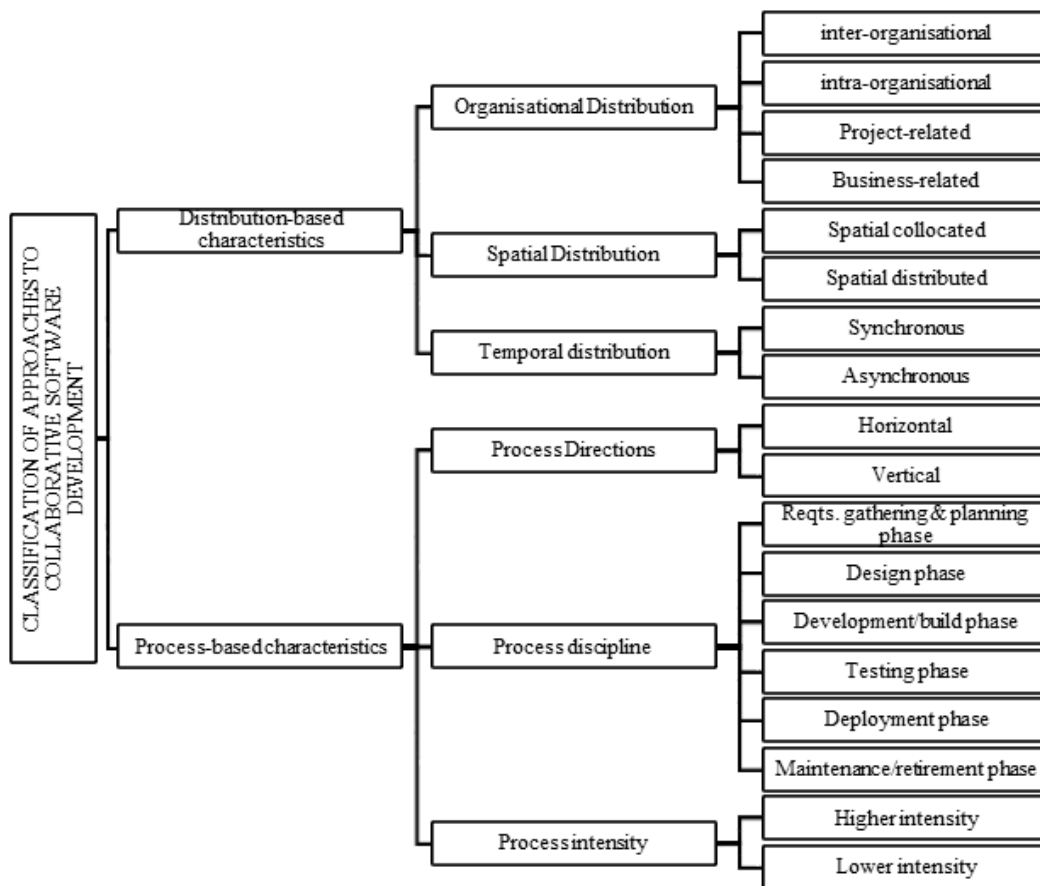 CLASSIFICATION OF APPROACHES TO
COLLABORATIVE SOFTWARE
DEVELOPMENT
Distribution-based
characteristics
Organisational Distribution
inter-organisational
intra-organisational
Project-related
Business-related
Spatial Distribution
Spatial collocated
Spatial distributed
Temporal distribution
Synchronous
Asynchronous
Process-based characteristics
Process Directions
Horizontal
Vertical
Process discipline
Reqts. gathering & planning
phase
Design phase
Development/build phase
Testing phase
Deployment phase
Maintenance/retirement phase
Process intensity
Higher intensity
Lower intensity